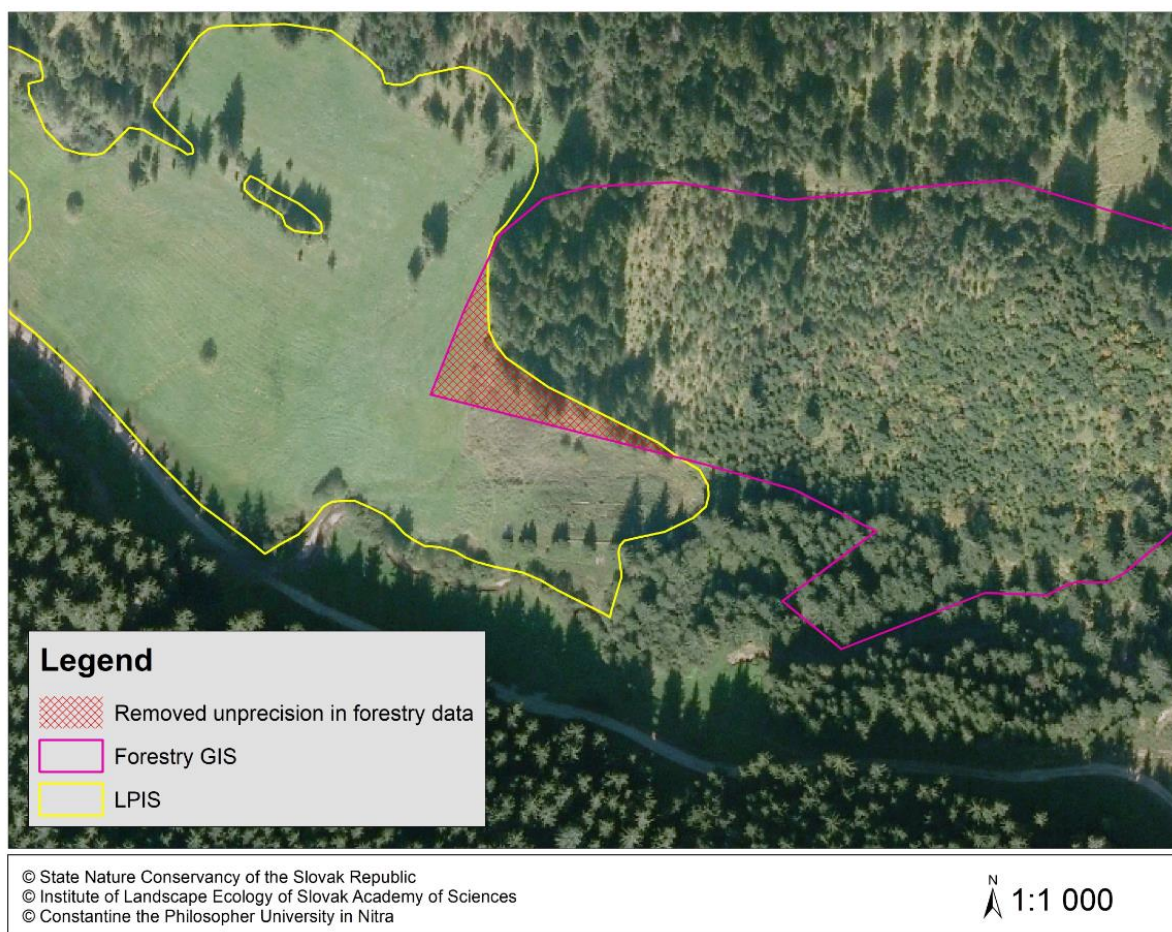 Legend
Removed unprecision in forestry data
Forestry GIS
LPIS
© State Nature Conservancy of the Slovak Republic
© Institute of Landscape Ecology of Slovak Academy of Sciences
© Constantine the Philosopher University in Nitra
N
1:1 000